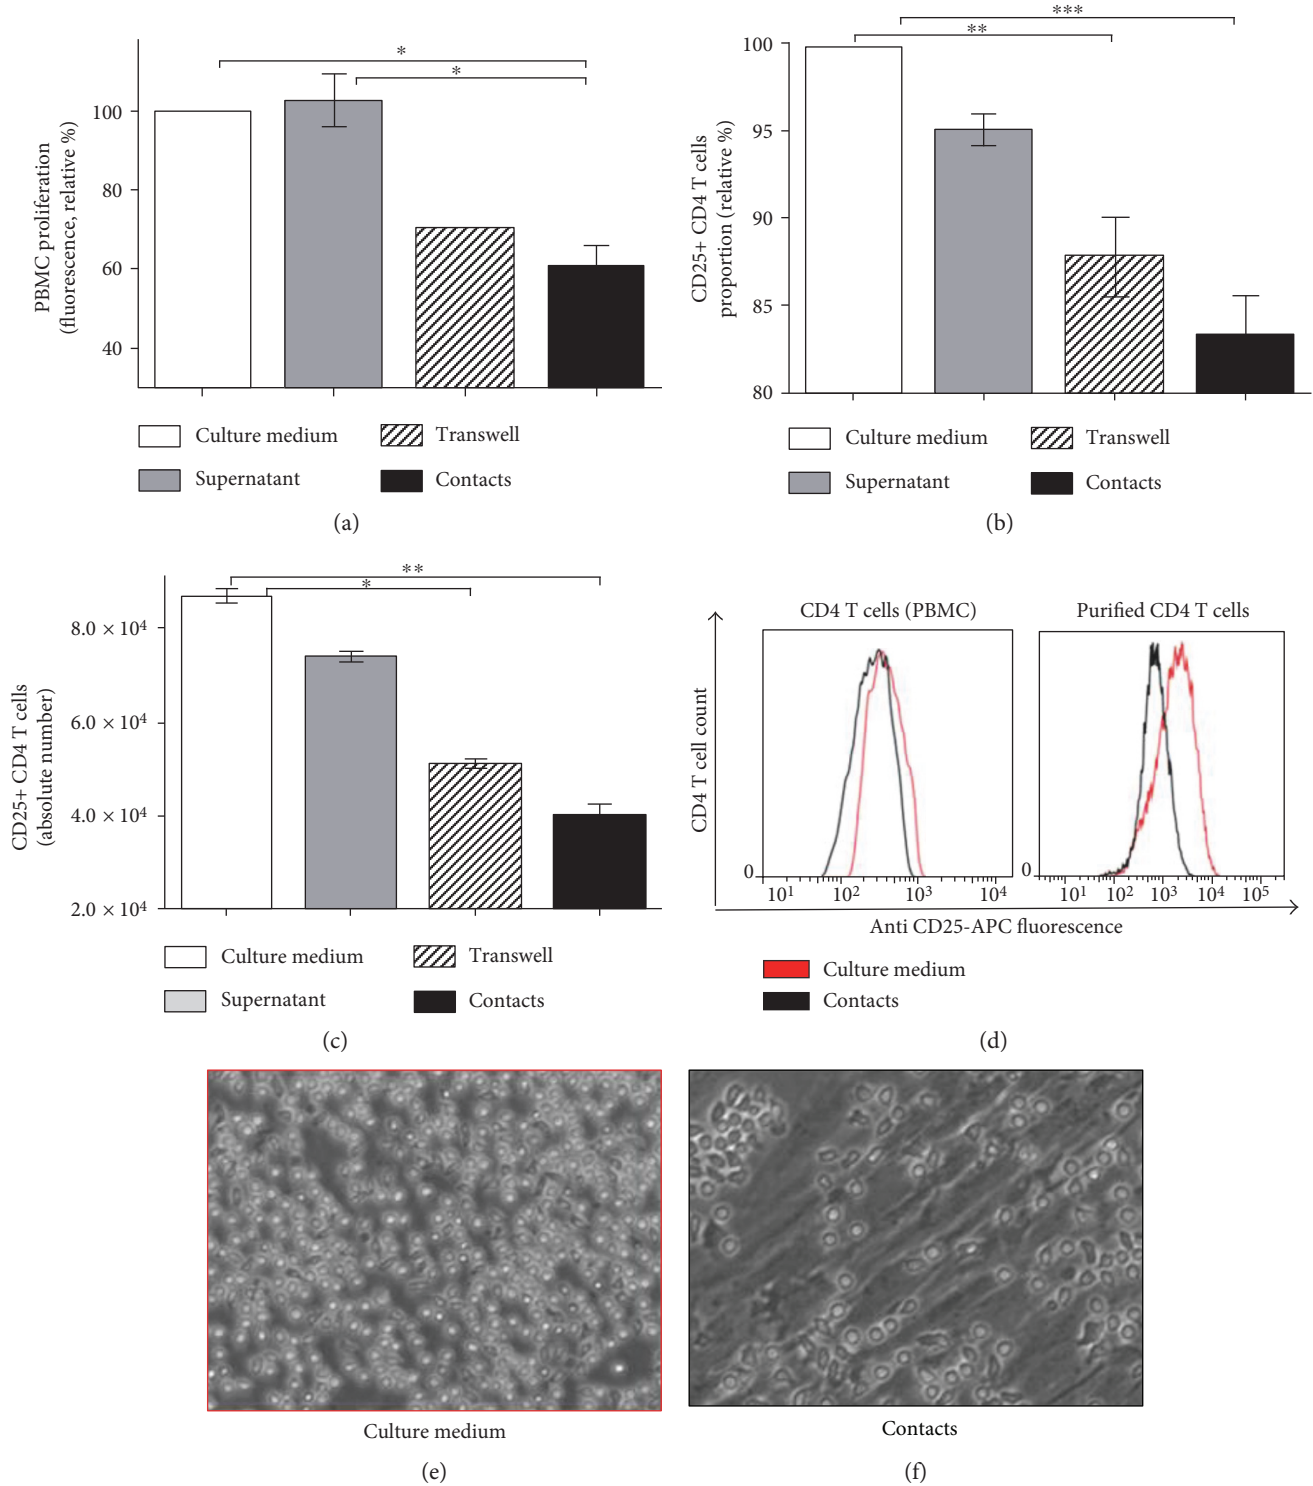 *
*
100
80
60
40
PBMC proliferation
(fluorescence, relative %)
Culture medium
Transwell
Supernatant
Contacts
(a)
***
**
100
95
90
85
80
CD25+ CD4 T cells
proportion (relative %)
Culture medium
Transwell
Supernatant
Contacts
(b)
**
*
8.0 × 10⁴
6.0 × 10⁴
4.0 × 10⁴
2.0 × 10⁴
CD25+ CD4 T cells
(absolute number)
Culture medium
Transwell
Supernatant
Contacts
(c)
CD4 T cells (PBMC)
Purified CD4 T cells
CD4 T cell count
0
10¹ 10² 10³ 10⁴
0
10¹ 10² 10³ 10⁴ 10⁵
Anti CD25-APC fluorescence
Culture medium
Contacts
(d)
Culture medium
(e)
Contacts
(f)